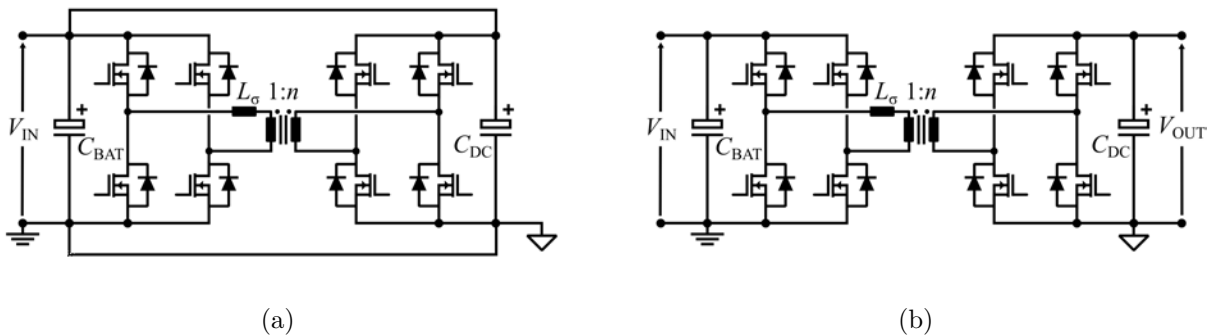 V_IN
C_BAT
+
L_σ 1:n
C_DC
+
(a)
V_IN
C_BAT
+
L_σ 1:n
C_DC
+
V_OUT
(b)